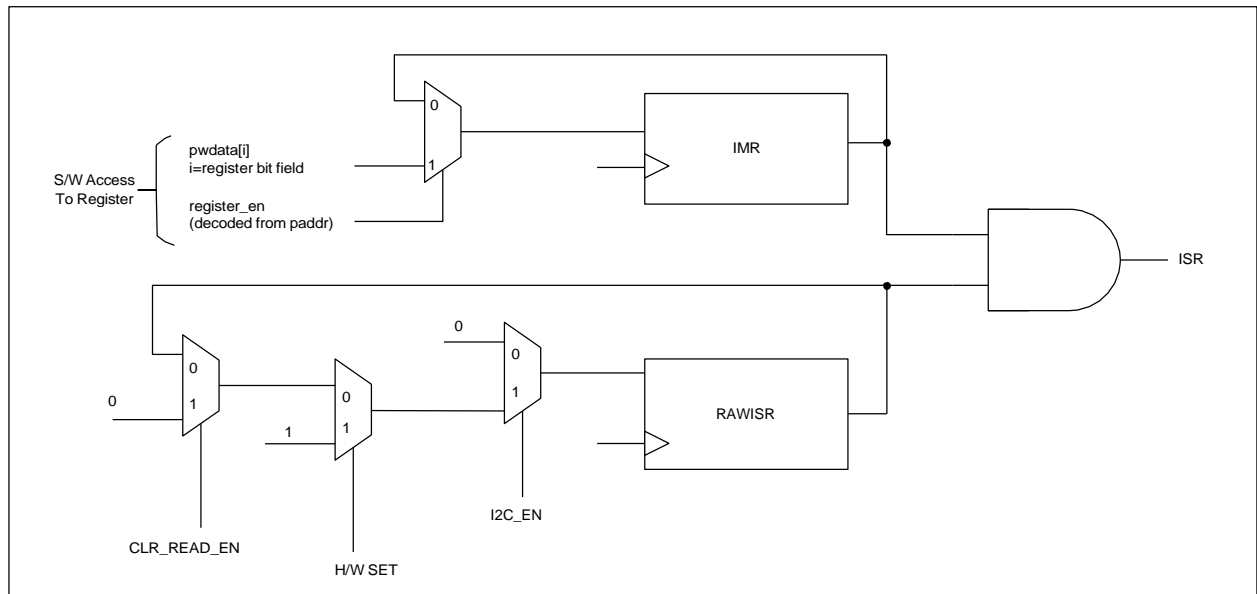 0
pwdata[i]
i=register bit field
IMR
1
S/W Access
To Register
register_en
(decoded from paddr)
ISR
0
0
0
0
1
RAWISR
0
1
1
1
I2C_EN
CLR_READ_EN
H/W SET